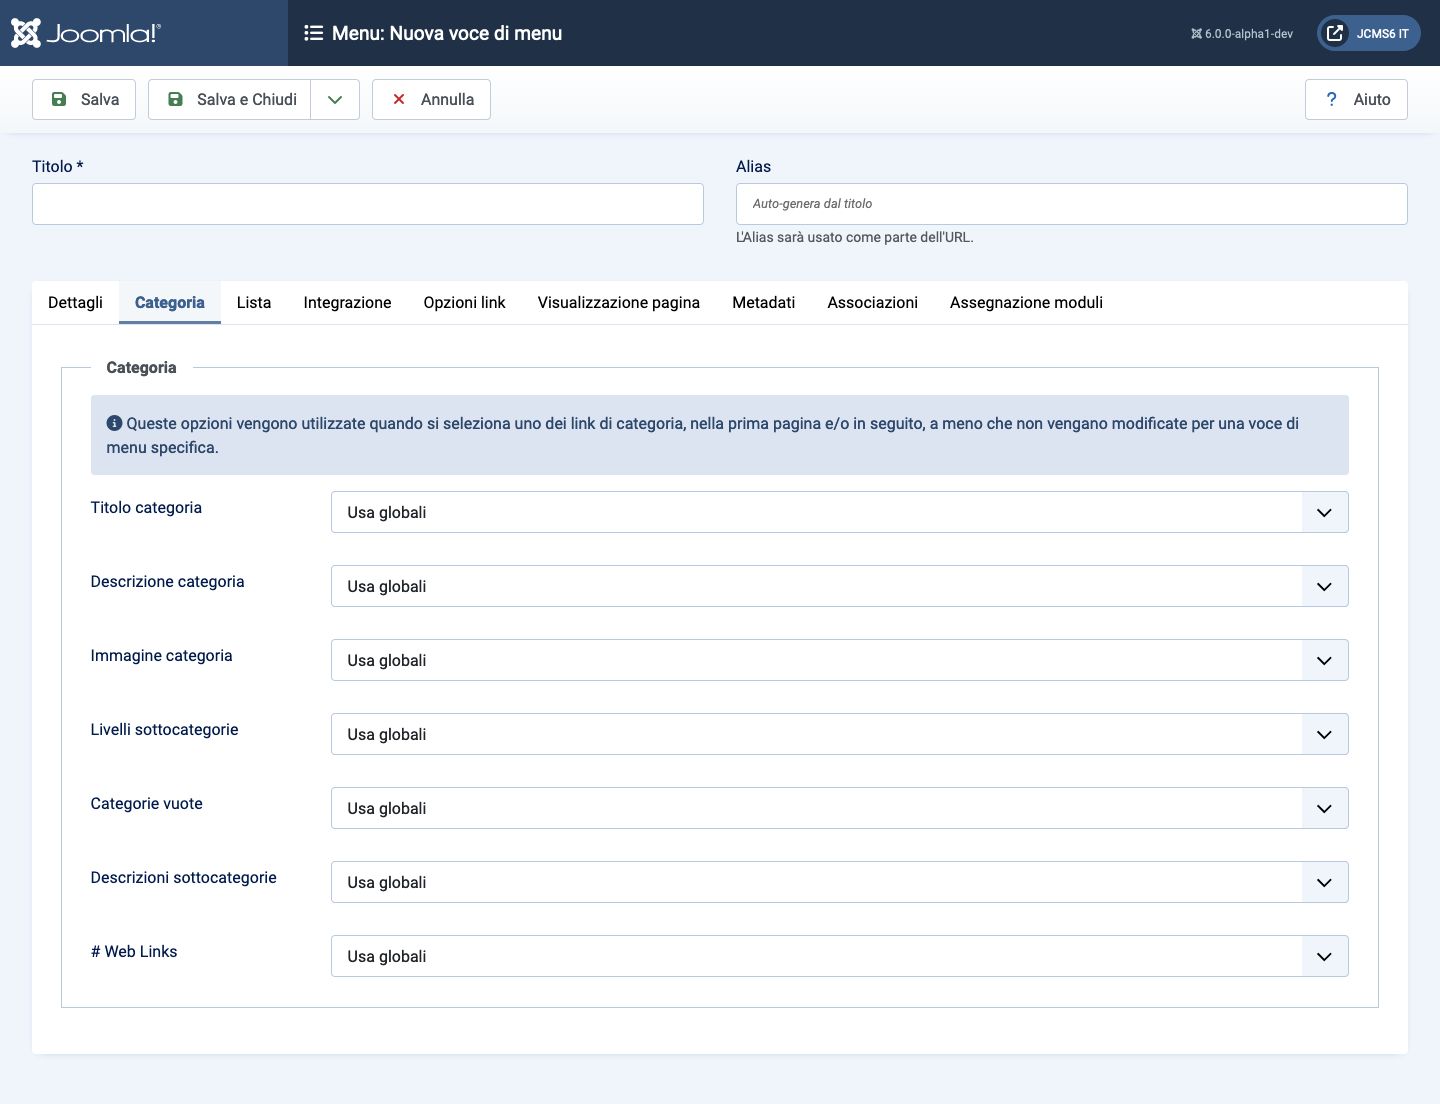 Joomla!®
Menu: Nuova voce di menu
6.0.0-alpha1-dev
JCMS6 IT
Salva
Salva e Chiudi
Annulla
? Aiuto
Titolo *
Alias
Auto-genera dal titolo
L'Alias sarà usato come parte dell'URL.
Dettagli Categoria Lista Integrazione Opzioni link Visualizzazione pagina Metadati Associazioni Assegnazione moduli
Categoria
Queste opzioni vengono utilizzate quando si seleziona uno dei link di categoria, nella prima pagina e/o in seguito, a meno che non vengano modificate per una voce di
menu specifica.
Titolo categoria
Usa globali
Descrizione categoria
Usa globali
Immagine categoria
Usa globali
Livelli sottocategorie
Usa globali
Categorie vuote
Usa globali
Descrizioni sottocategorie
Usa globali
# Web Links
Usa globali